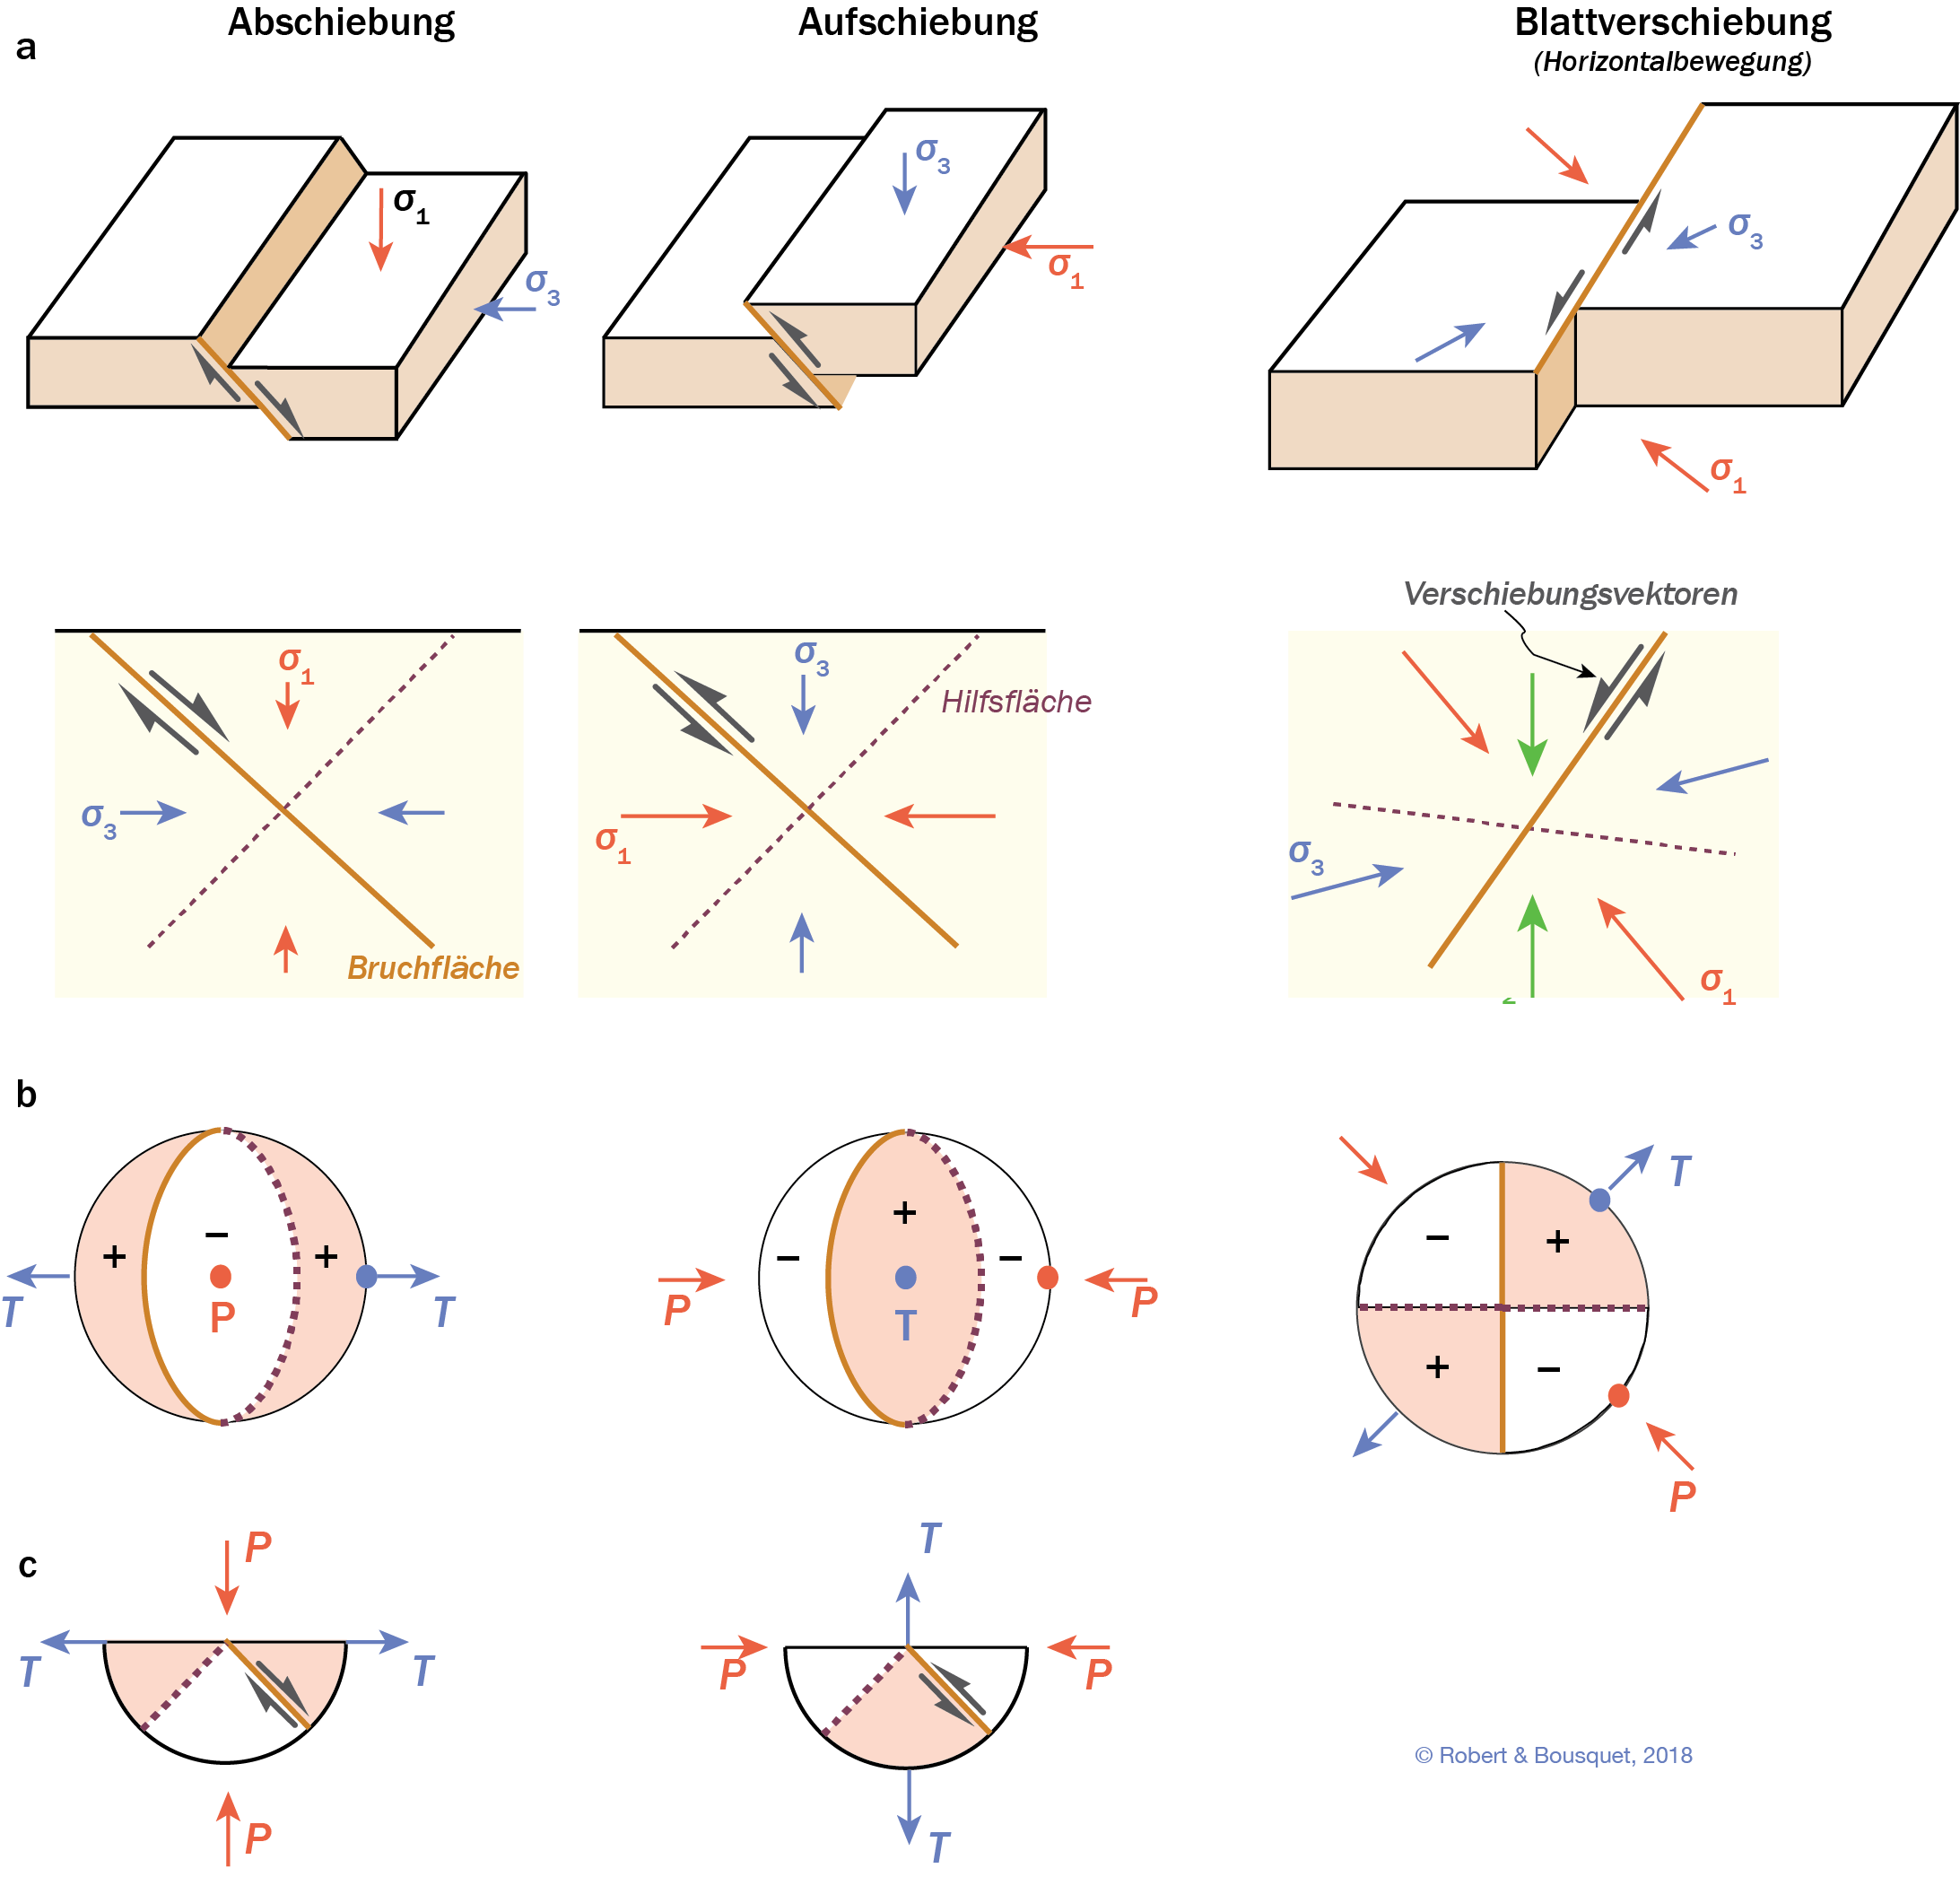 Abschiebung
Aufschiebung
Blattverschiebung
(Horizontalbewegung)
a
σ1
σ3
σ3
σ1
σ3
σ1
Verschiebungsvektoren
σ1
σ3
Bruchfläche
σ3
Hilfsfläche
σ1
σ3
σ1
2
b
+
−
+
P
T
T
+
−
−
T
P
P
T
−
+
+
−
P
c
P
T
T
P
T
P
P
T
© Robert & Bousquet, 2018